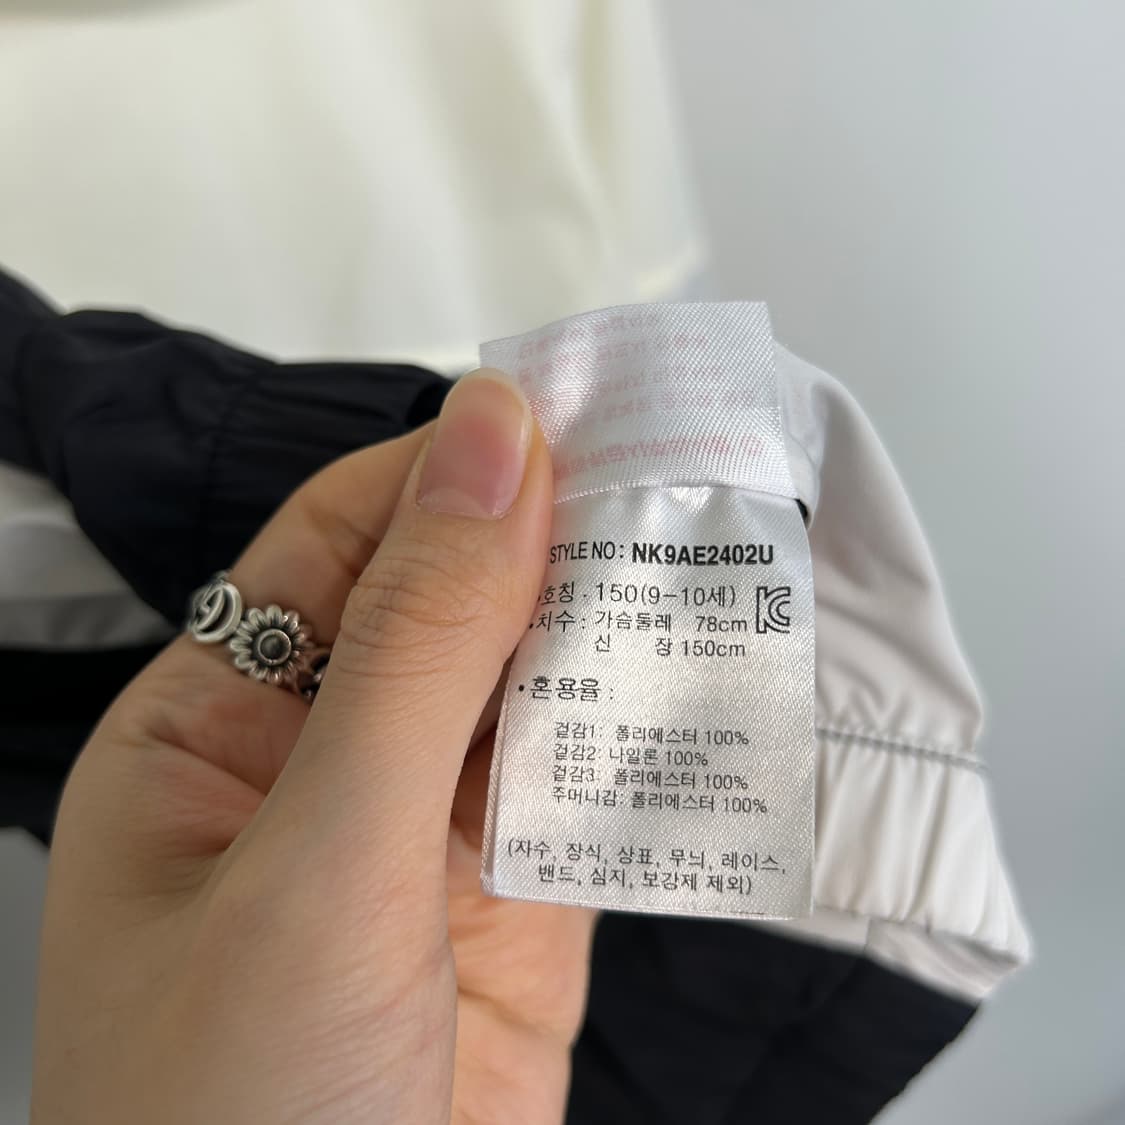 STYLE NO: NK9AE2402U
호칭 : 150(9-10세)
•치수 : 가슴둘레 78cm
신 장 150cm
•혼용율 :
겉감1: 폴리에스터 100%
겉감2: 나일론 100%
겉감3: 폴리에스터 100%
주머니감: 폴리에스터 100%
(자수, 장식, 상표, 무늬, 레이스,
밴드, 심지, 보강제 제외)